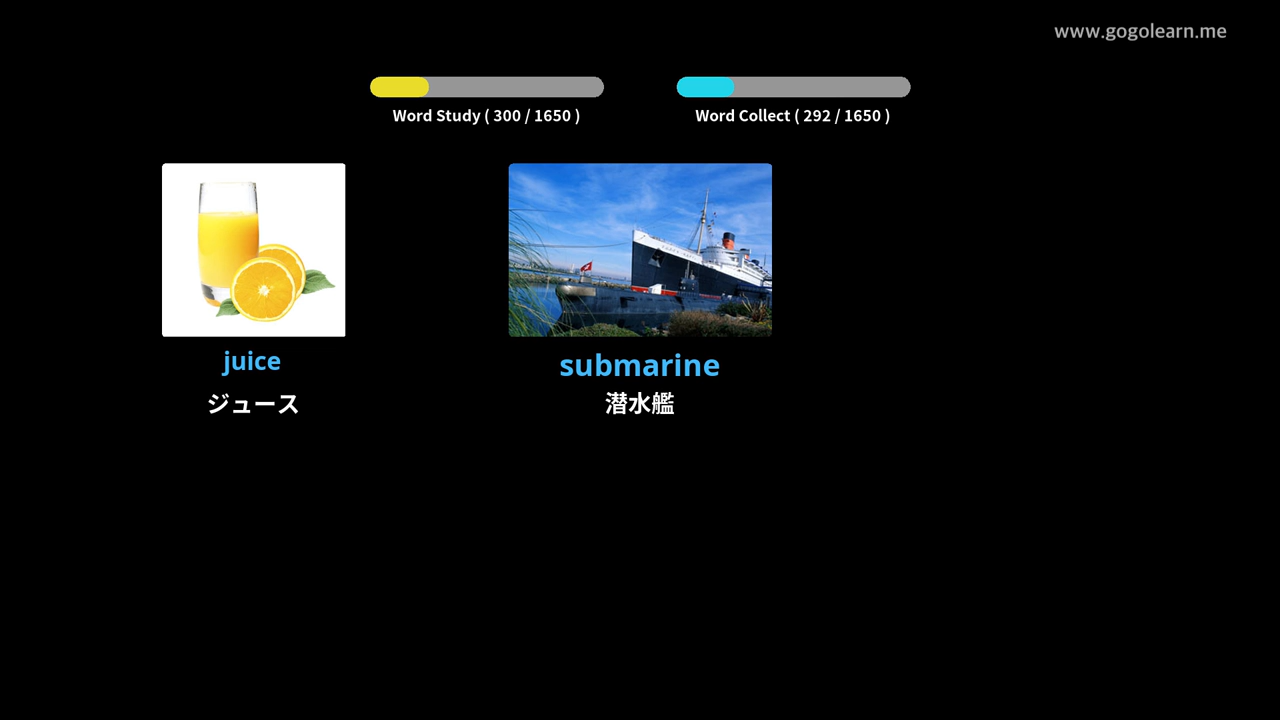 www.gogolearn.me
Word Study ( 300 / 1650 )
Word Collect ( 292 / 1650 )
juice
ジュース
submarine
潜水艦